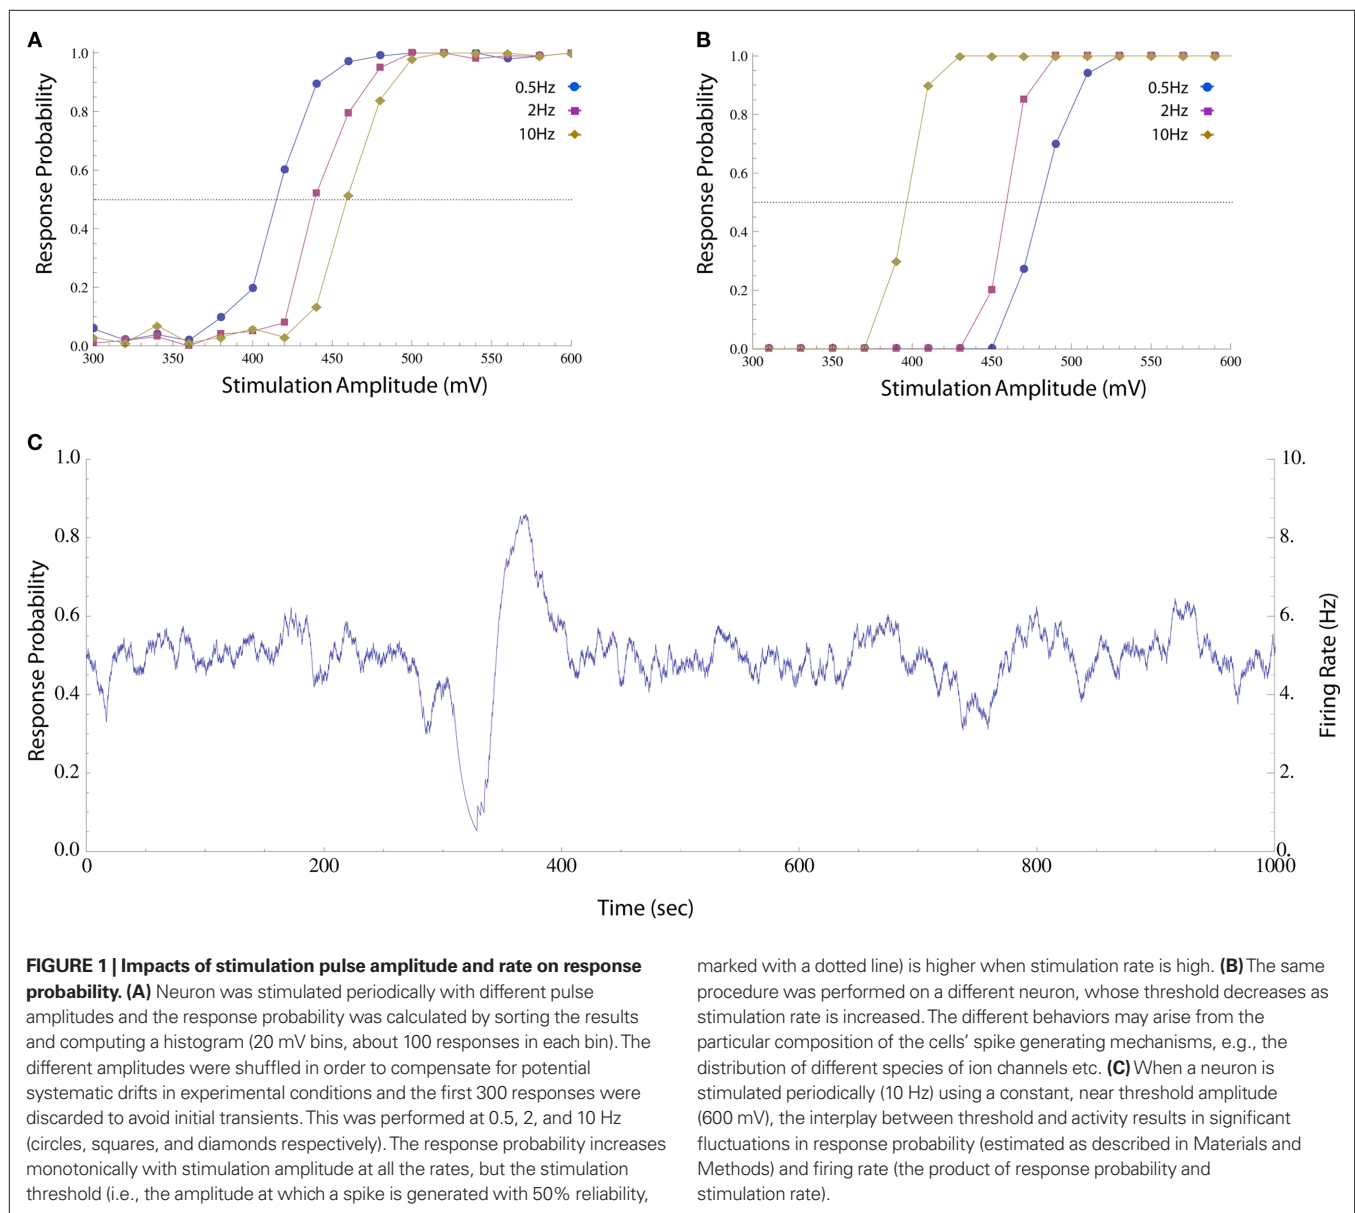 A
1.0
0.8
0.6
0.4
0.2
0.0
Response Probability
300
350
400
450
500
550
600
Stimulation Amplitude (mV)
0.5Hz
2Hz
10Hz
B
1.0
0.8
0.6
0.4
0.2
0.0
Response Probability
300
350
400
450
500
550
600
Stimulation Amplitude (mV)
0.5Hz
2Hz
10Hz
C
1.0
0.8
0.6
0.4
0.2
0.0
Response Probability
10.
8.
6.
4.
2.
0.
Firing Rate (Hz)
0
200
400
600
800
1000
Time (sec)
FIGURE 1 | Impacts of stimulation pulse amplitude and rate on response
probability. (A) Neuron was stimulated periodically with different pulse
amplitudes and the response probability was calculated by sorting the results
and computing a histogram (20 mV bins, about 100 responses in each bin). The
different amplitudes were shuffled in order to compensate for potential
systematic drifts in experimental conditions and the first 300 responses were
discarded to avoid initial transients. This was performed at 0.5, 2, and 10 Hz
(circles, squares, and diamonds respectively). The response probability increases
monotonically with stimulation amplitude at all the rates, but the stimulation
threshold (i.e., the amplitude at which a spike is generated with 50% reliability,
marked with a dotted line) is higher when stimulation rate is high. (B) The same
procedure was performed on a different neuron, whose threshold decreases as
stimulation rate is increased. The different behaviors may arise from the
particular composition of the cells' spike generating mechanisms, e.g., the
distribution of different species of ion channels etc. (C) When a neuron is
stimulated periodically (10 Hz) using a constant, near threshold amplitude
(600 mV), the interplay between threshold and activity results in significant
fluctuations in response probability (estimated as described in Materials and
Methods) and firing rate (the product of response probability and
stimulation rate).